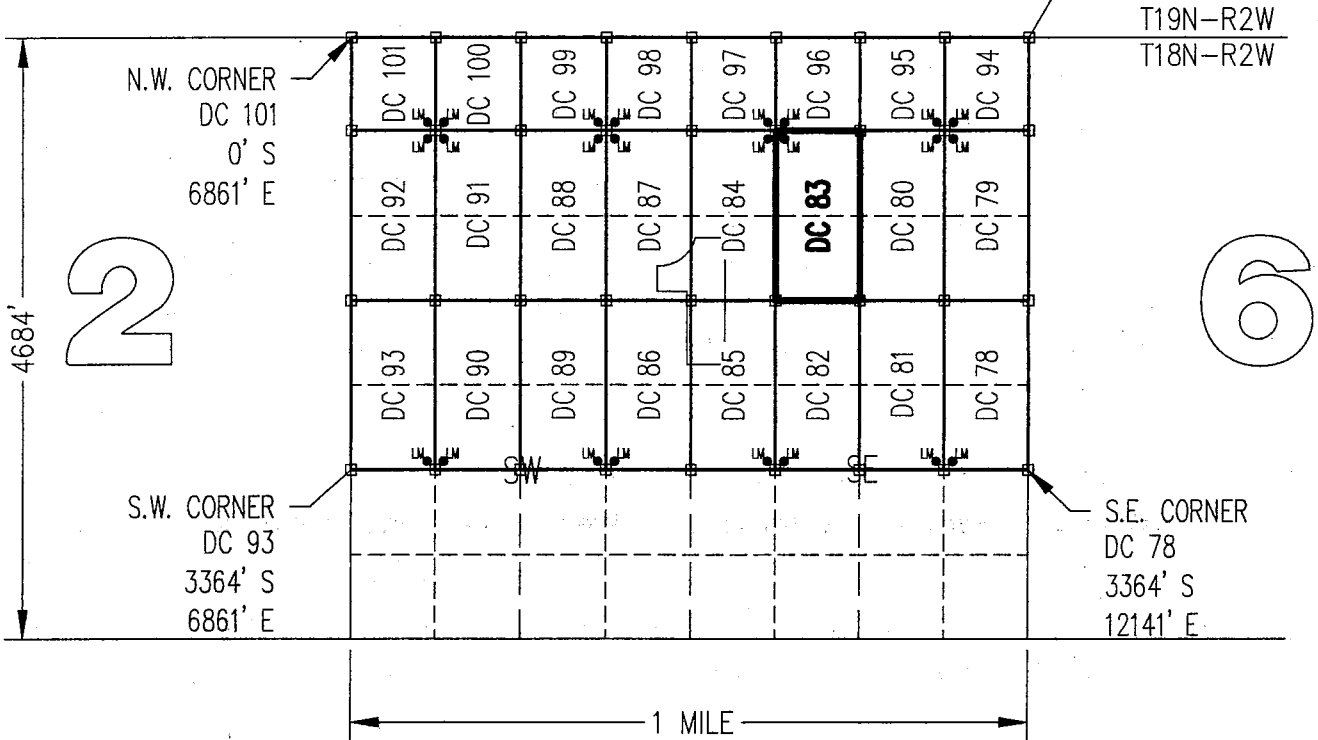 T19N-R2W
T18N-R2W
N.W. CORNER
DC 101
0' S
6861' E
DC 101
DC 100
DC 99
DC 98
DC 97
DC 96
DC 95
DC 94
LM LM LM LM LM LM LM LM
LM LM LM LM LM LM LM LM
DC 92
DC 91
DC 88
DC 87
DC 84
DC 83
DC 80
DC 79
2
1
6
4684'
DC 93
DC 90
DC 89
DC 86
DC 85
DC 82
DC 81
DC 78
LM LM LM LM LM LM LM LM
SW
SE
S.W. CORNER
DC 93
3364' S
6861' E
S.E. CORNER
DC 78
3364' S
12141' E
1 MILE